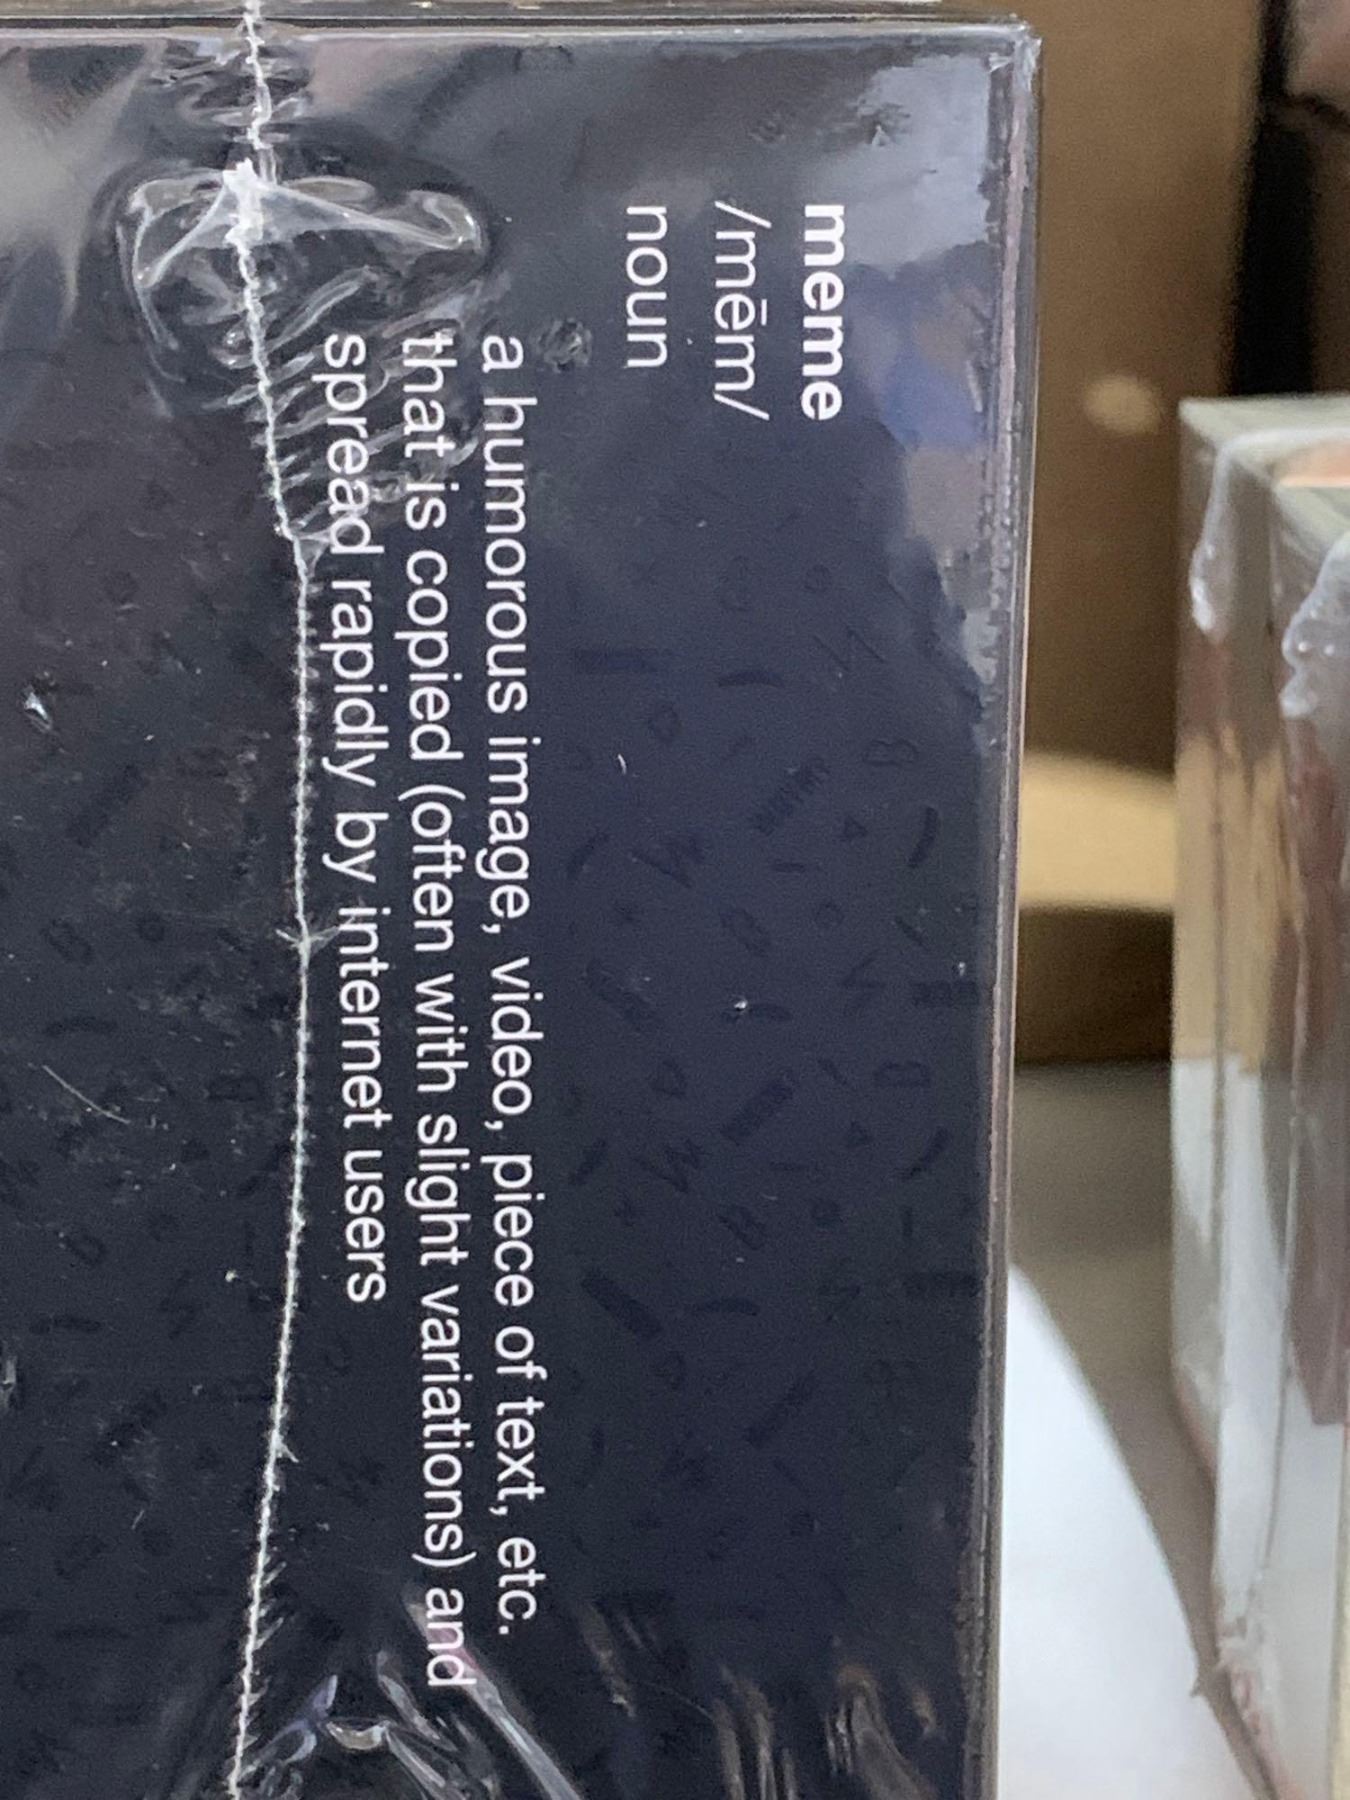 meme
/mēm/
noun
a humorous image, video, piece of text, etc.
that is copied (often with slight variations) and
spread rapidly by internet users